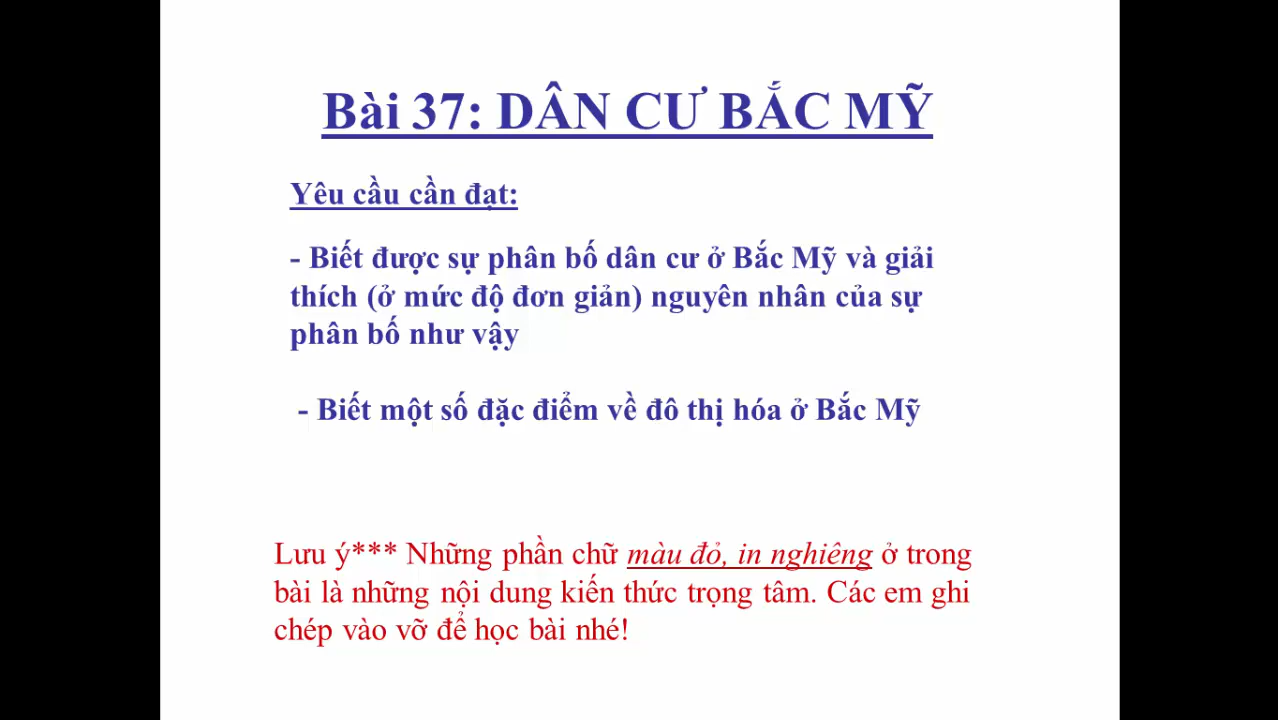 Bài 37: DÂN CƯ BẮC MỸ
Yêu cầu cần đạt:
- Biết được sự phân bố dân cư ở Bắc Mỹ và giải
thích (ở mức độ đơn giản) nguyên nhân của sự
phân bố như vậy
- Biết một số đặc điểm về đô thị hóa ở Bắc Mỹ
Lưu ý*** Những phần chữ màu đỏ, in nghiêng ở trong
bài là những nội dung kiến thức trọng tâm. Các em ghi
chép vào vỡ để học bài nhé!